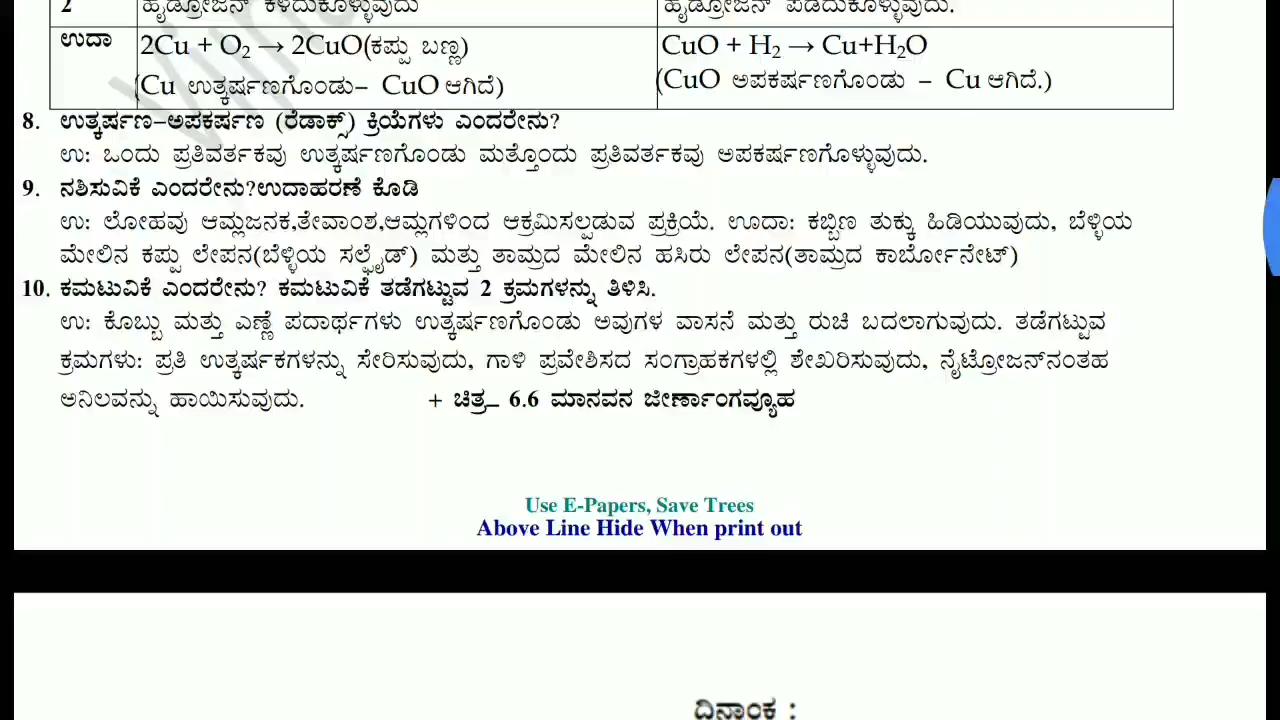 2 ಹೈಡ್ರೋಜನ್ ಕಳೆದುಕೊಳ್ಳುವುದು ಹೈಡ್ರೋಜನ್ ಪಡೆದುಕೊಳ್ಳುವುದು.
ಉದಾ 2Cu + O₂ → 2CuO(ಕಪ್ಪು ಬಣ್ಣ) CuO + H₂ → Cu+H₂O
(Cu ಉತ್ಕರ್ಷಣಗೊಂಡು– CuO ಆಗಿದೆ) (CuO ಅಪಕರ್ಷಣಗೊಂಡು – Cu ಆಗಿದೆ.)
8. ಉತ್ಕರ್ಷಣ–ಅಪಕರ್ಷಣ (ರೆಡಾಕ್ಸ್) ಕ್ರಿಯೆಗಳು ಎಂದರೇನು?
ಉ: ಒಂದು ಪ್ರತಿವರ್ತಕವು ಉತ್ಕರ್ಷಣಗೊಂಡು ಮತ್ತೊಂದು ಪ್ರತಿವರ್ತಕವು ಅಪಕರ್ಷಣಗೊಳ್ಳುವುದು.
9. ನಶಿಸುವಿಕೆ ಎಂದರೇನು?ಉದಾಹರಣೆ ಕೊಡಿ
ಉ: ಲೋಹವು ಆಮ್ಲಜನಕ,ತೇವಾಂಶ,ಆಮ್ಲಗಳಿಂದ ಆಕ್ರಮಿಸಲ್ಪಡುವ ಪ್ರಕ್ರಿಯೆ. ಊದಾ: ಕಬ್ಬಿಣ ತುಕ್ಕು ಹಿಡಿಯುವುದು, ಬೆಳ್ಳಿಯ
ಮೇಲಿನ ಕಪ್ಪು ಲೇಪನ(ಬೆಳ್ಳಿಯ ಸಲ್ಫೈಡ್) ಮತ್ತು ತಾಮ್ರದ ಮೇಲಿನ ಹಸಿರು ಲೇಪನ(ತಾಮ್ರದ ಕಾರ್ಬೋನೇಟ್)
10. ಕಮಟುವಿಕೆ ಎಂದರೇನು? ಕಮಟುವಿಕೆ ತಡೆಗಟ್ಟುವ 2 ಕ್ರಮಗಳನ್ನು ತಿಳಿಸಿ.
ಉ: ಕೊಬ್ಬು ಮತ್ತು ಎಣ್ಣೆ ಪದಾರ್ಥಗಳು ಉತ್ಕರ್ಷಣಗೊಂಡು ಅವುಗಳ ವಾಸನೆ ಮತ್ತು ರುಚಿ ಬದಲಾಗುವುದು. ತಡೆಗಟ್ಟುವ
ಕ್ರಮಗಳು: ಪ್ರತಿ ಉತ್ಕರ್ಷಕಗಳನ್ನು ಸೇರಿಸುವುದು, ಗಾಳಿ ಪ್ರವೇಶಿಸದ ಸಂಗ್ರಾಹಕಗಳಲ್ಲಿ ಶೇಖರಿಸುವುದು, ನೈಟ್ರೋಜನ್‌ನಂತಹ
ಅನಿಲವನ್ನು ಹಾಯಿಸುವುದು. + ಚಿತ್ರ_ 6.6 ಮಾನವನ ಜೀರ್ಣಾಂಗವ್ಯೂಹ
Use E-Papers, Save Trees
Above Line Hide When print out
ದಿನಾಂಕ :